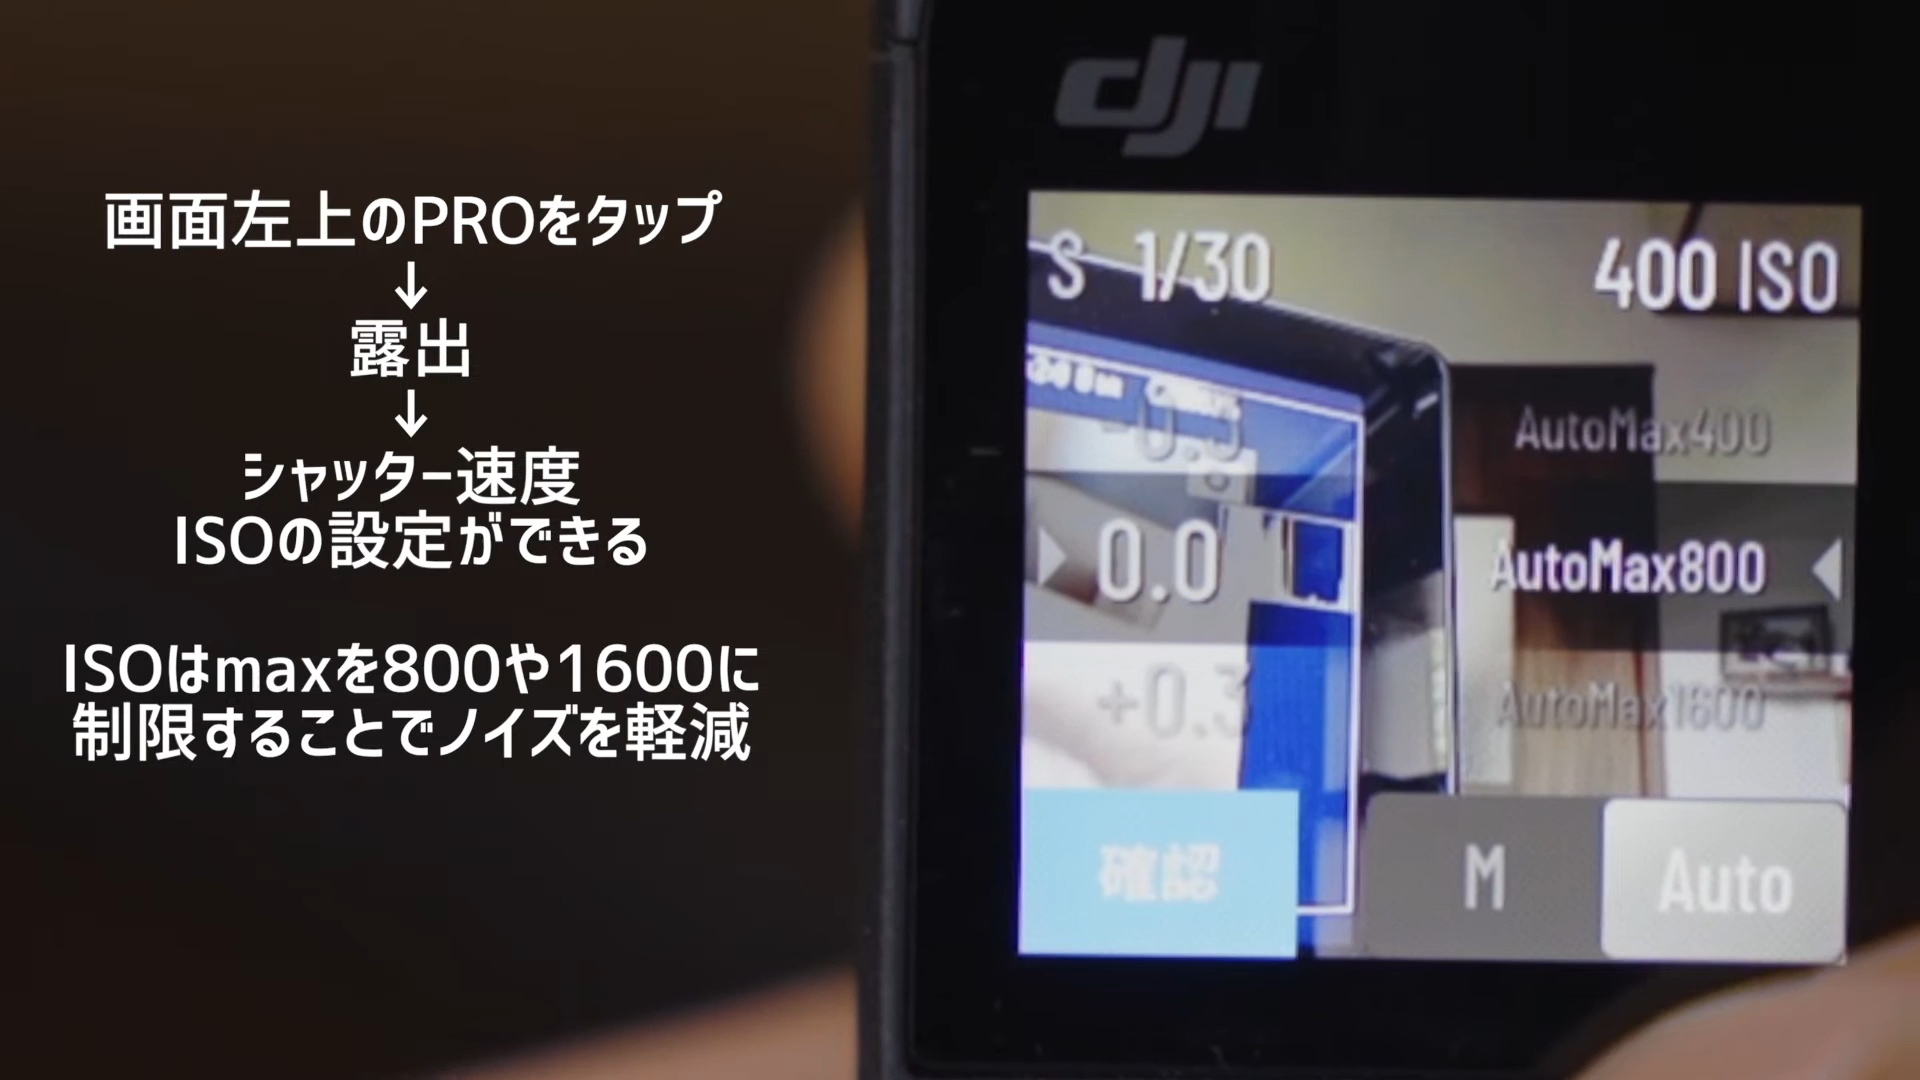 画面左上のPROをタップ
↓
露出
↓
シャッター速度
ISOの設定ができる
ISOはmaxを800や1600に
制限することでノイズを軽減
dji
S 1/30
400 ISO
-0.3
AutoMax400
0.0
AutoMax800
+0.3
AutoMax1600
確認
M
Auto